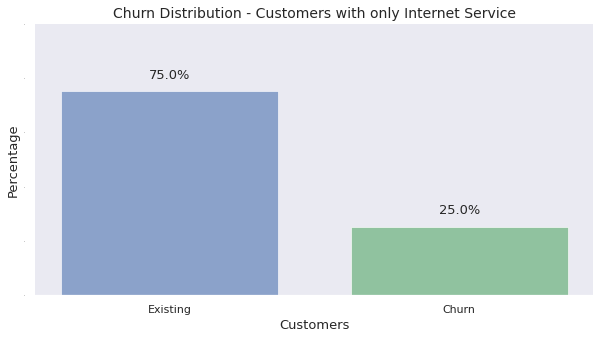 Churn Distribution - Customers with only Internet Service
75.0%
25.0%
Percentage
Existing
Churn
Customers